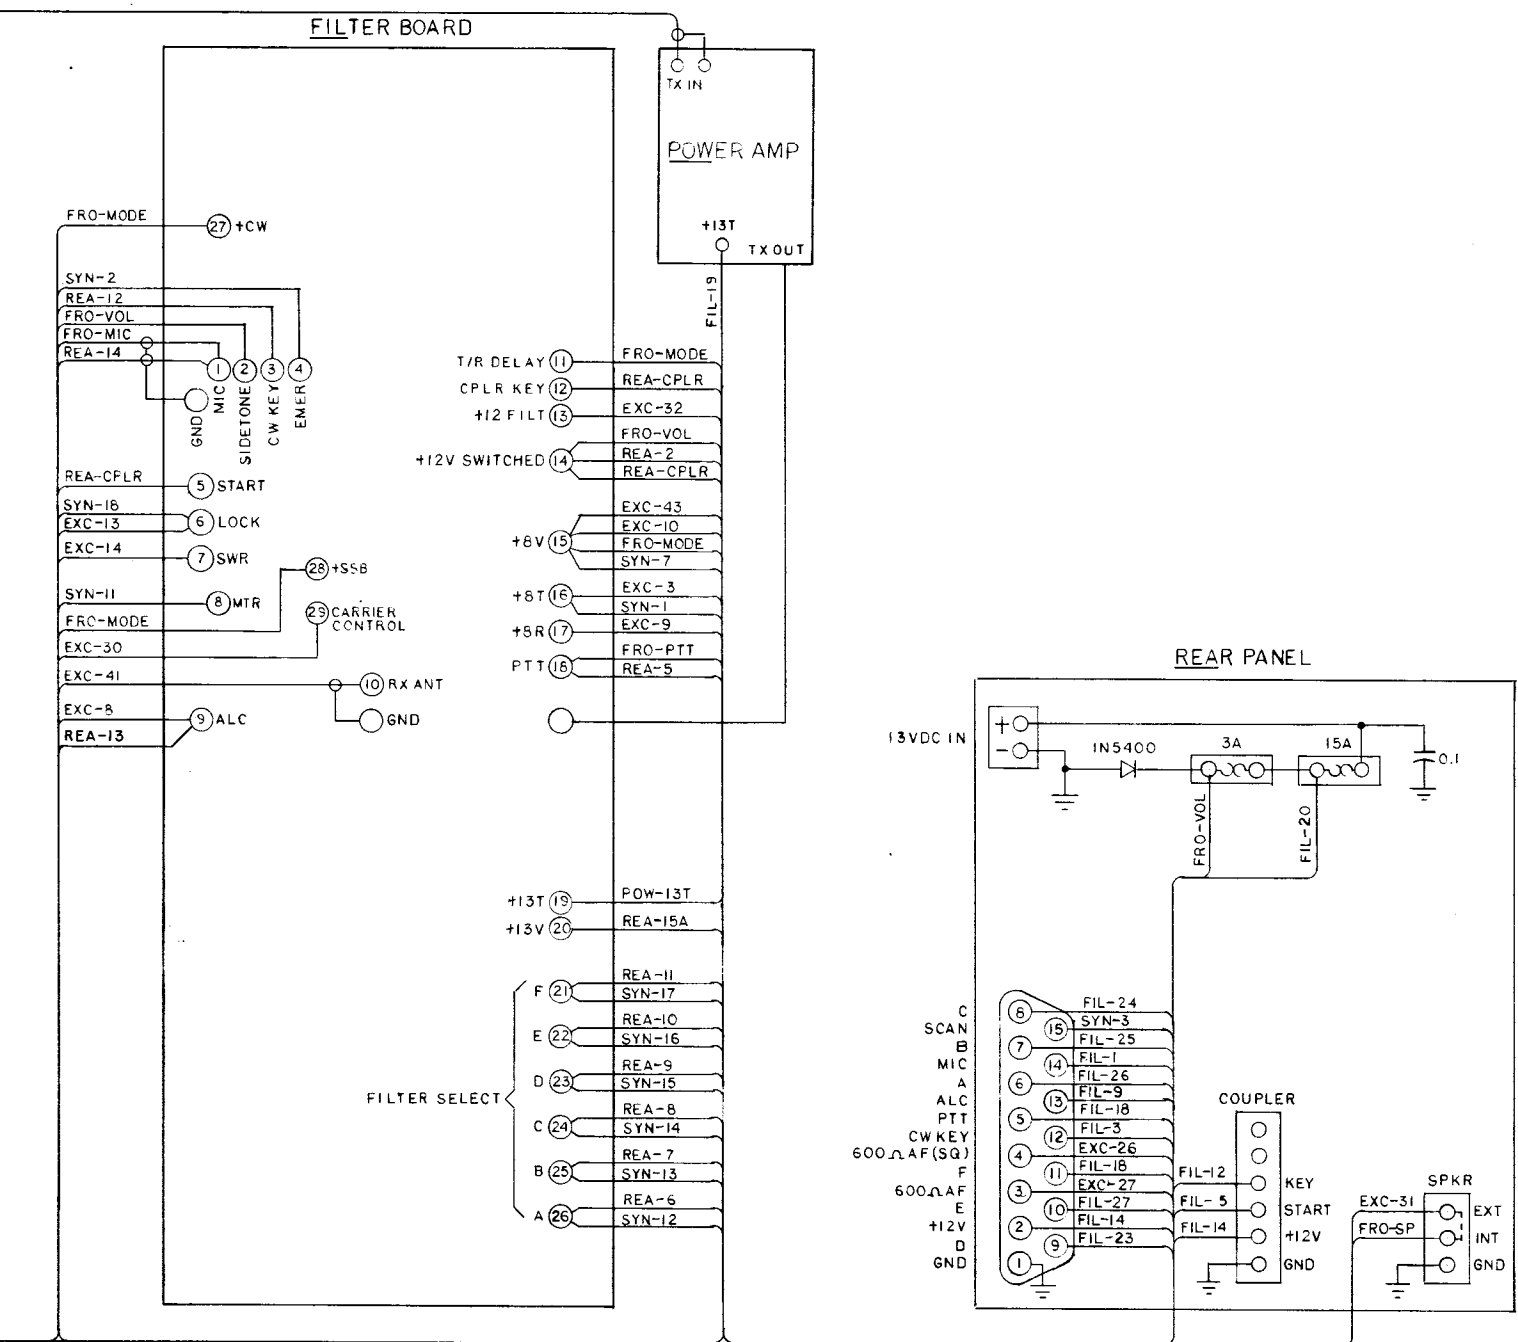 FILTER BOARD
TX IN
POWER AMP
+13T
TX OUT
FIL-19
FRO-MODE
27 +CW
SYN-2
REA-12
FRO-VOL
FRO-MIC
REA-14
1 2 3 4
GND
MIC
SIDETONE
CW KEY
EMER
REA-CPLR
5 START
SYN-18
EXC-13
6 LOCK
EXC-14
7 SWR
28 +SSB
SYN-11
8 MTR
FRO-MODE
29 CARRIER
CONTROL
EXC-30
EXC-41
10 RX ANT
EXC-8
9 ALC
GND
REA-13
T/R DELAY 11 FRO-MODE
CPLR KEY 12 REA-CPLR
+12 FILT 13 EXC-32
FRO-VOL
+12V SWITCHED 14 REA-2
REA-CPLR
EXC-43
EXC-10
+8V 15 FRO-MODE
SYN-7
+8T 16 EXC-3
SYN-1
+8R 17 EXC-9
PTT 18 FRO-PTT
REA-5
+13T 19 POW-13T
+13V 20 REA-15A
F 21 REA-11
SYN-17
E 22 REA-10
SYN-16
D 23 REA-9
SYN-15
FILTER SELECT
C 24 REA-8
SYN-14
B 25 REA-7
SYN-13
A 26 REA-6
SYN-12
REAR PANEL
13VDC IN
+
-
1N5400
3A
15A
0.1
FRO-VOL
FIL-20
C 8 FIL-24
SCAN 15 SYN-3
B 7 FIL-25
MIC 14 FIL-1
A 6 FIL-26
ALC 13 FIL-9
PTT 5 FIL-18
CW KEY 12 FIL-3
600Ω AF(SQ) 4 EXC-26
F 11 FIL-18
600Ω AF 3 EXC-27
E 10 FIL-27
+12V 2 FIL-14
D 9 FIL-23
GND 1
COUPLER
FIL-12 KEY
FIL-5 START
FIL-14 +12V
GND
SPKR
EXC-31 EXT
FRO-SP INT
GND